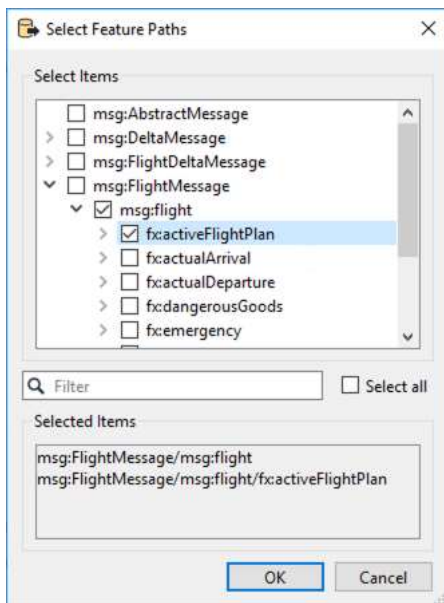 Select Feature Paths
Select Items
msg:AbstractMessage
msg:DeltaMessage
msg:FlightDeltaMessage
msg:FlightMessage
msg:flight
fx:activeFlightPlan
fx:actualArrival
fx:actualDeparture
fx:dangerousGoods
fx:emergency
Filter
Select all
Selected Items
msg:FlightMessage/msg:flight
msg:FlightMessage/msg:flight/fx:activeFlightPlan
OK
Cancel